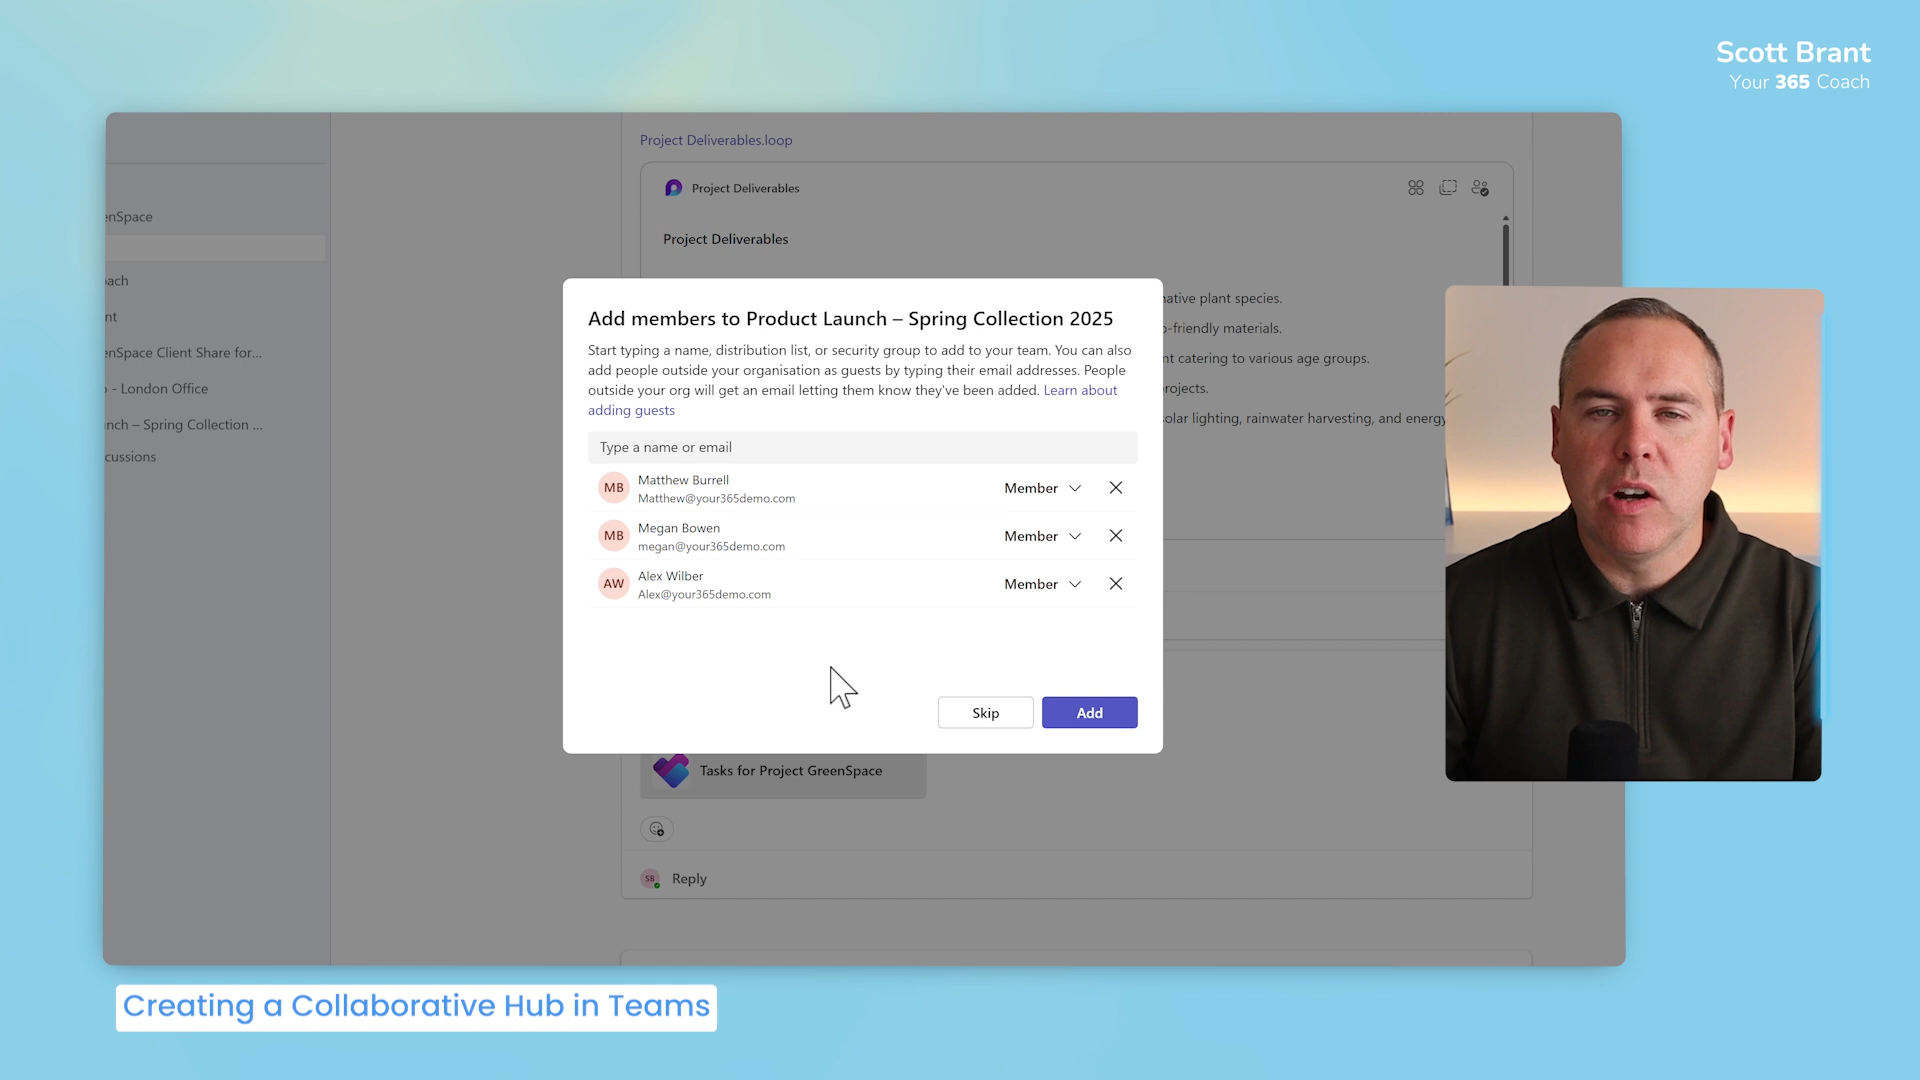 Scott Brant
Your 365 Coach
Project Deliverables.loop
Project Deliverables
Project Deliverables
enSpace
oach
nt
enSpace Client Share for...
o - London Office
nch – Spring Collection ...
cussions
native plant species.
o-friendly materials.
nt catering to various age groups.
rojects.
olar lighting, rainwater harvesting, and energy
Add members to Product Launch – Spring Collection 2025
Start typing a name, distribution list, or security group to add to your team. You can also
add people outside your organisation as guests by typing their email addresses. People
outside your org will get an email letting them know they've been added. Learn about
adding guests
Type a name or email
MB Matthew Burrell Member
Matthew@your365demo.com
MB Megan Bowen Member
megan@your365demo.com
AW Alex Wilber Member
Alex@your365demo.com
Skip Add
Tasks for Project GreenSpace
SB Reply
Creating a Collaborative Hub in Teams